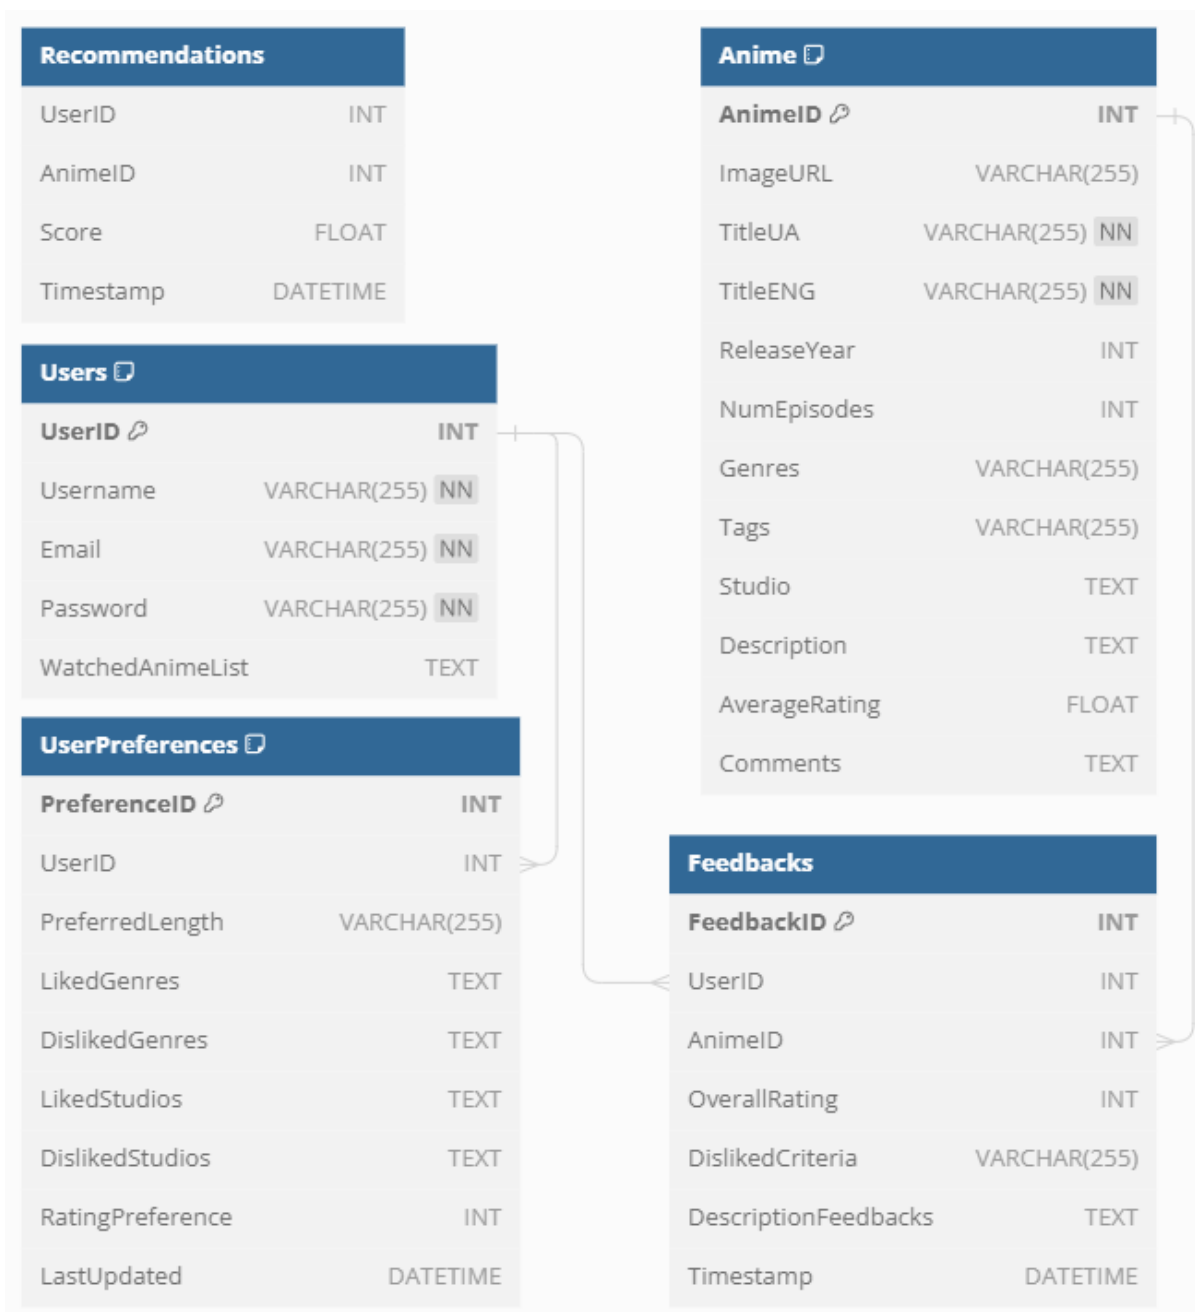 Recommendations
UserID INT
AnimeID INT
Score FLOAT
Timestamp DATETIME
Users
UserID INT
Username VARCHAR(255) NN
Email VARCHAR(255) NN
Password VARCHAR(255) NN
WatchedAnimeList TEXT
UserPreferences
PreferenceID INT
UserID INT
PreferredLength VARCHAR(255)
LikedGenres TEXT
DislikedGenres TEXT
LikedStudios TEXT
DislikedStudios TEXT
RatingPreference INT
LastUpdated DATETIME
Anime
AnimeID INT
ImageURL VARCHAR(255)
TitleUA VARCHAR(255) NN
TitleENG VARCHAR(255) NN
ReleaseYear INT
NumEpisodes INT
Genres VARCHAR(255)
Tags VARCHAR(255)
Studio TEXT
Description TEXT
AverageRating FLOAT
Comments TEXT
Feedbacks
FeedbackID INT
UserID INT
AnimeID INT
OverallRating INT
DislikedCriteria VARCHAR(255)
DescriptionFeedbacks TEXT
Timestamp DATETIME